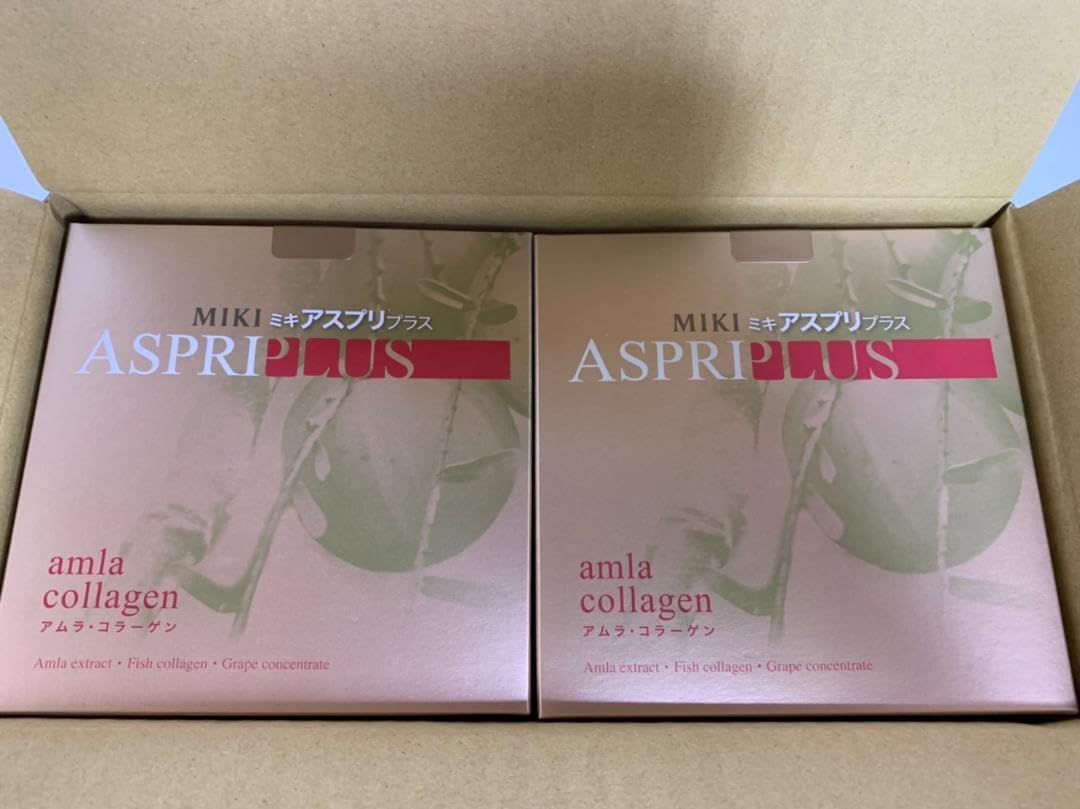 MIKI ミキアスプリプラス
ASPRIPLUS
amla
collagen
アムラ・コラーゲン
Amla extract・Fish collagen・Grape concentrate
MIKI ミキアスプリプラス
ASPRIPLUS
amla
collagen
アムラ・コラーゲン
Amla extract・Fish collagen・Grape concentrate